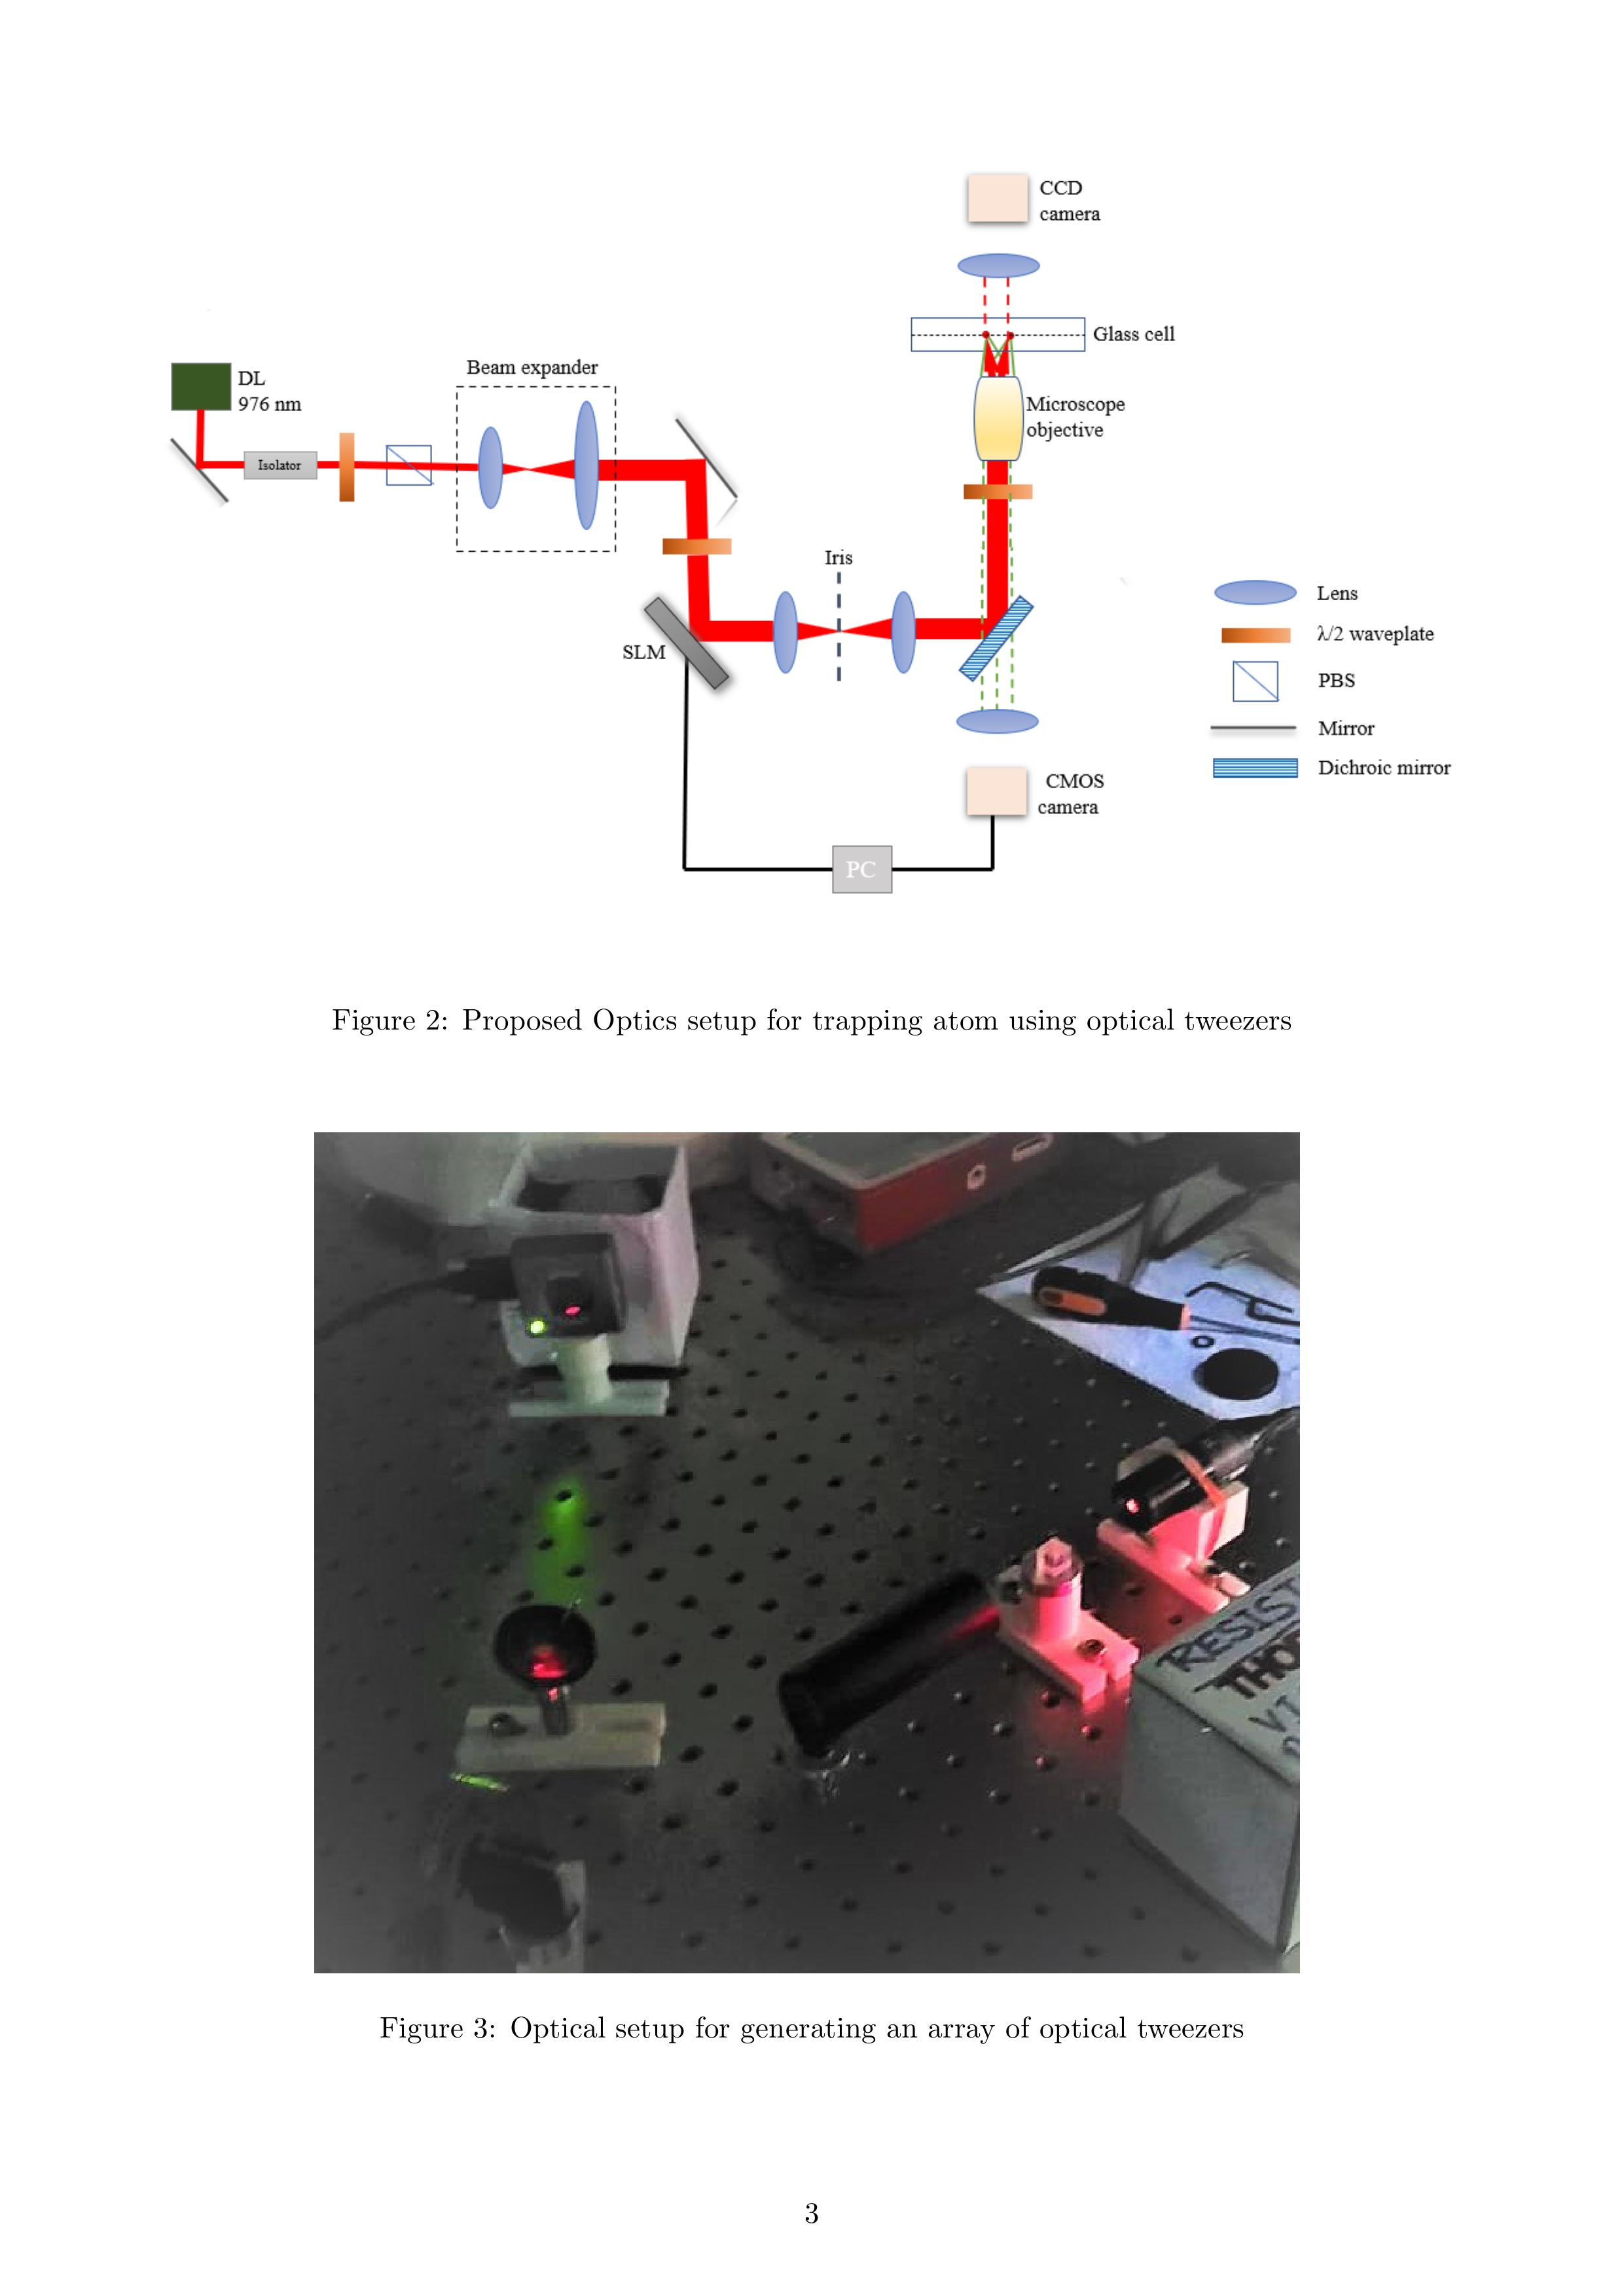 CCD
camera
Glass cell
DL
976 nm
Beam expander
Isolator
Microscope
objective
Iris
SLM
Lens
λ/2 waveplate
PBS
Mirror
Dichroic mirror
CMOS
camera
PC
Figure 2: Proposed Optics setup for trapping atom using optical tweezers
RESIST
THO
VI
Figure 3: Optical setup for generating an array of optical tweezers
3